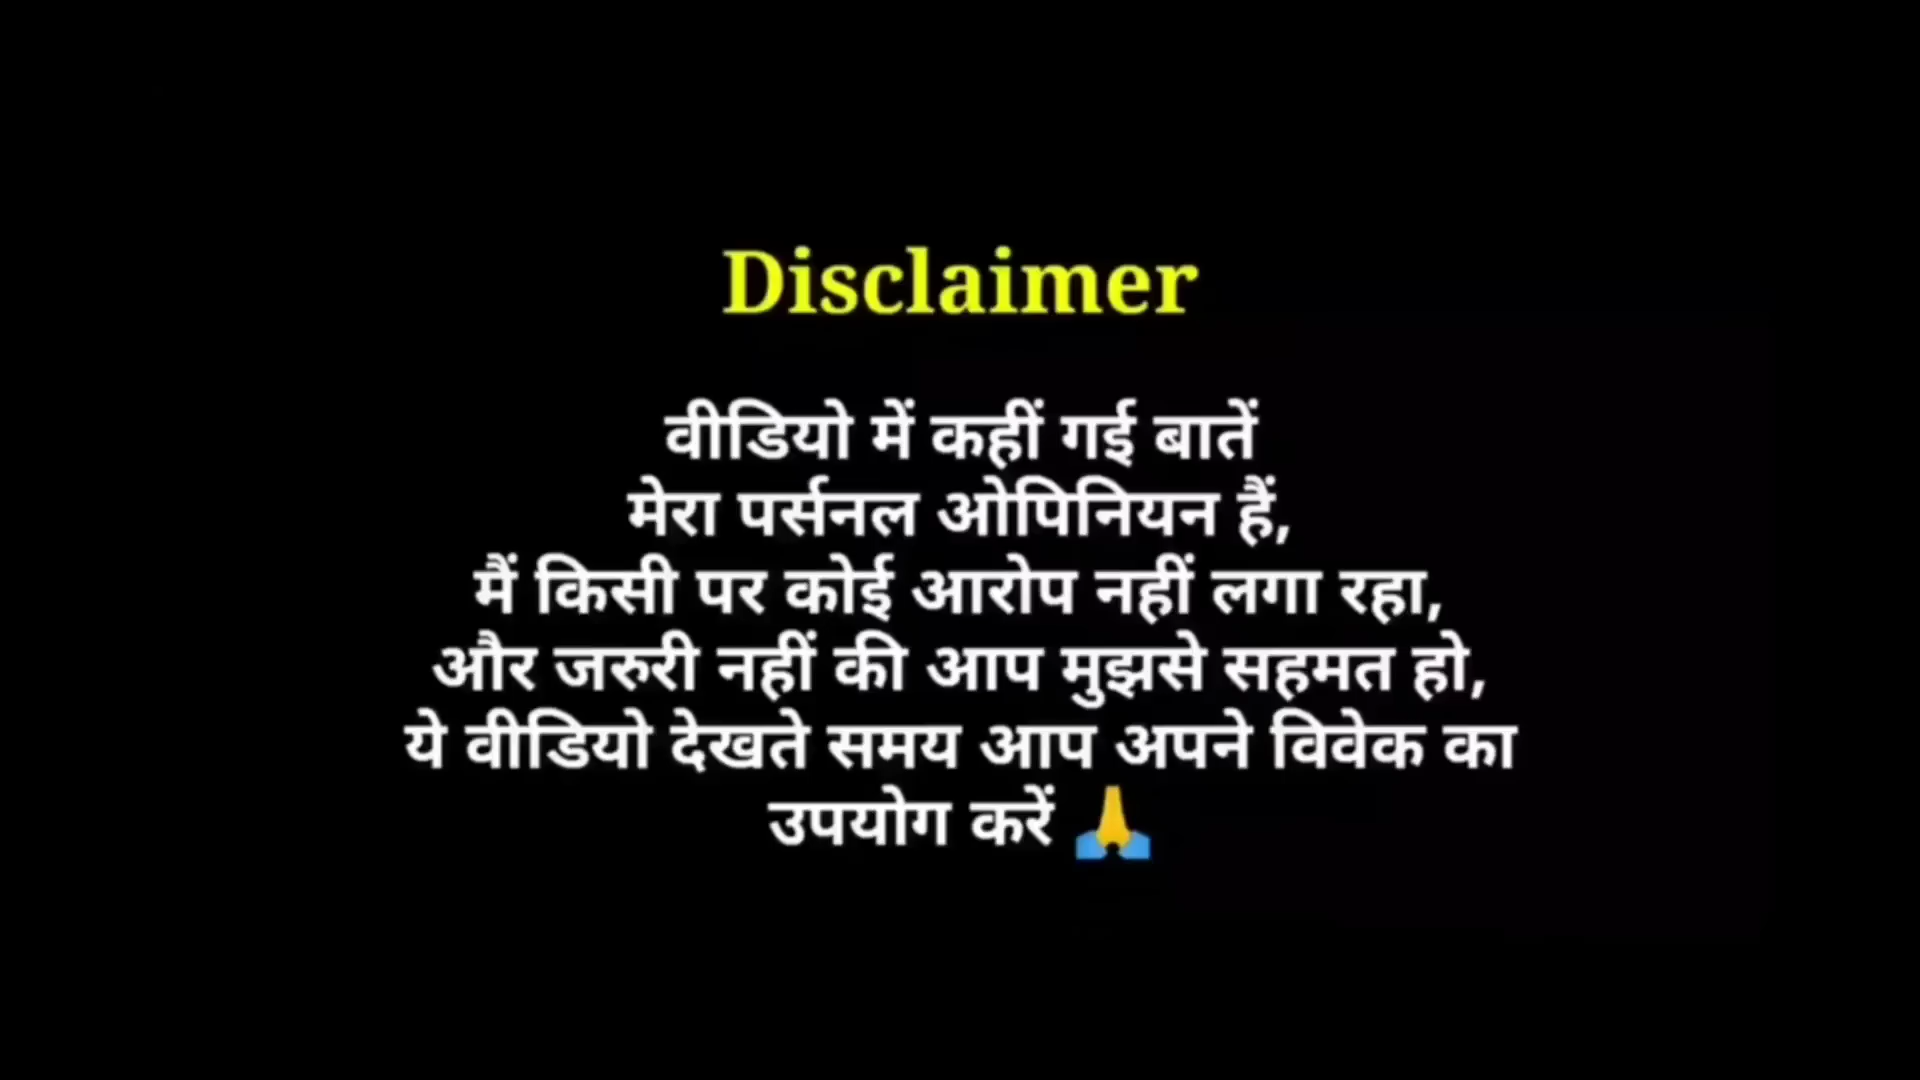 Disclaimer
वीडियो में कहीं गई बातें
मेरा पर्सनल ओपिनियन हैं,
मैं किसी पर कोई आरोप नहीं लगा रहा,
और जरुरी नहीं की आप मुझसे सहमत हो,
ये वीडियो देखते समय आप अपने विवेक का
उपयोग करें 🙏